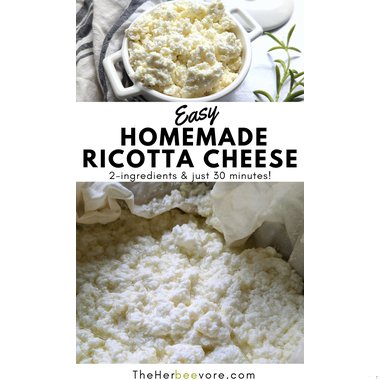 Easy
HOMEMADE
RICOTTA CHEESE
2-ingredients & just 30 minutes!
TheHerbeevore.com